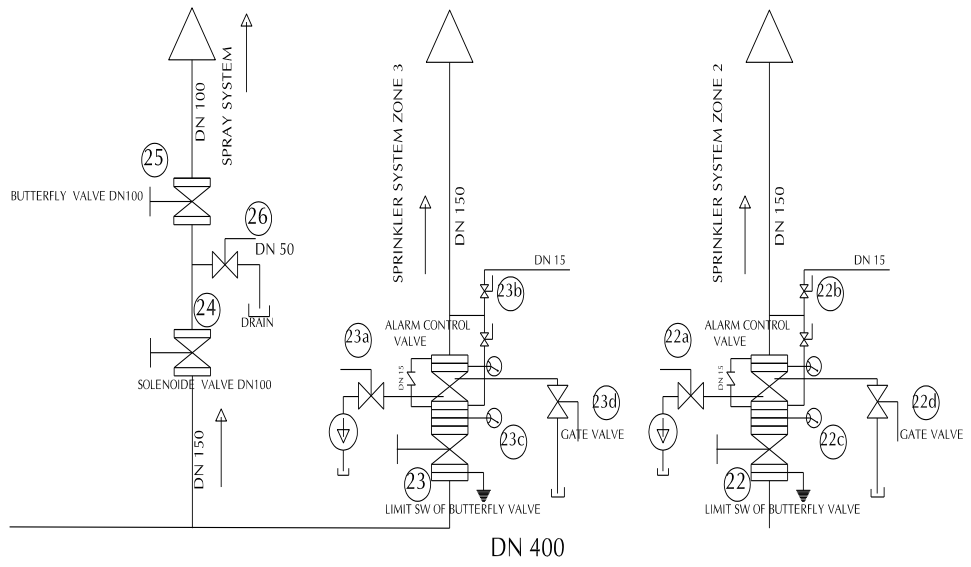 DN 100
SPRAY SYSTEM
25
BUTTERFLY VALVE DN100
26
DN 50
24
DRAIN
SOLENOIDE VALVE DN100
DN 150
SPRINKLER SYSTEM ZONE 3
DN 150
DN 15
23b
ALARM CONTROL
VALVE
23a
DN 15
23d
GATE VALVE
23c
23
LIMIT SW OF BUTTERFLY VALVE
SPRINKLER SYSTEM ZONE 2
DN 150
DN 15
22b
ALARM CONTROL
VALVE
22a
DN 15
22d
GATE VALVE
22c
22
LIMIT SW OF BUTTERFLY VALVE
DN 400